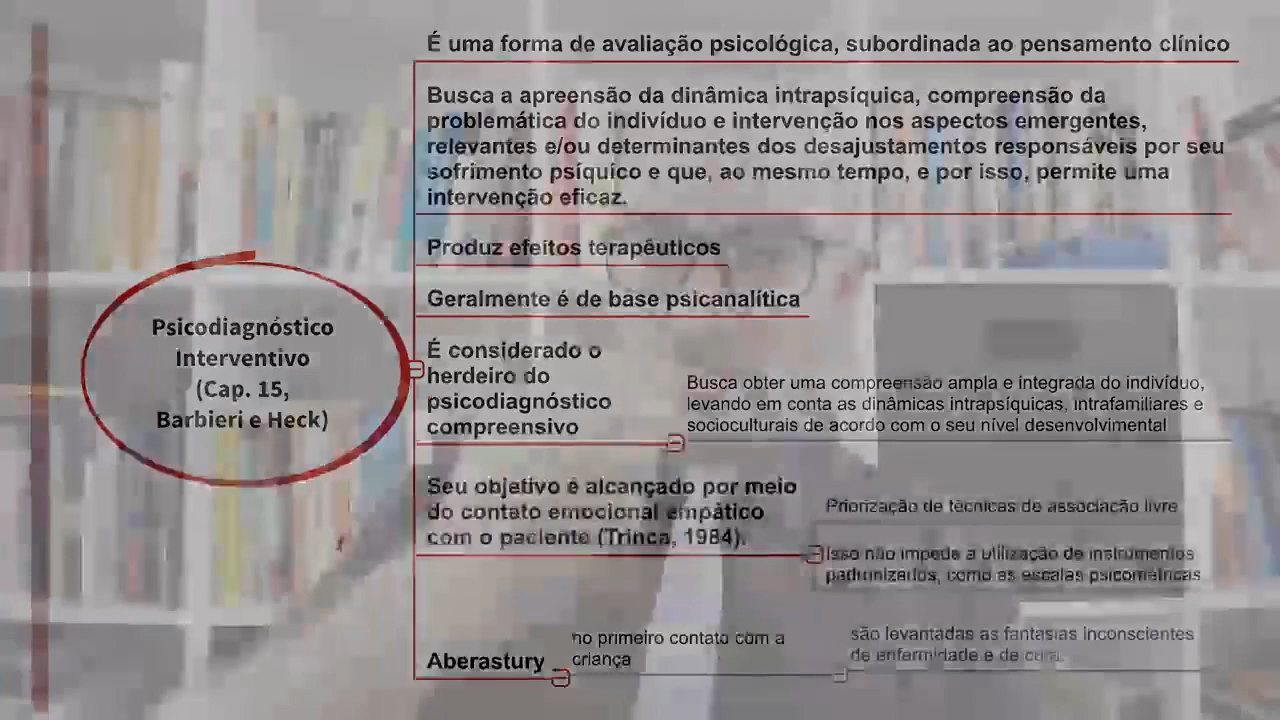 É uma forma de avaliação psicológica, subordinada ao pensamento clínico
Busca a apreensão da dinâmica intrapsíquica, compreensão da
problemática do indivíduo e intervenção nos aspectos emergentes,
relevantes e/ou determinantes dos desajustamentos responsáveis por seu
sofrimento psíquico e que, ao mesmo tempo, e por isso, permite uma
intervenção eficaz.
Produz efeitos terapêuticos
Geralmente é de base psicanalítica
Psicodiagnóstico
Interventivo
(Cap. 15,
Barbieri e Heck)
É considerado o
herdeiro do
psicodiagnóstico
compreensivo
Busca obter uma compreensão ampla e integrada do indivíduo,
levando em conta as dinâmicas intrapsíquicas, intrafamiliares e
socioculturais de acordo com o seu nível desenvolvimental
Seu objetivo é alcançado por meio
do contato emocional empático
com o paciente (Trinca, 1984).
Priorização de técnicas de associação livre
Isso não impede a utilização de instrumentos
padronizados, como as escalas psicométricas
Aberastury
no primeiro contato com a
criança
são levantadas as fantasias inconscientes
de enfermidade e de cura.